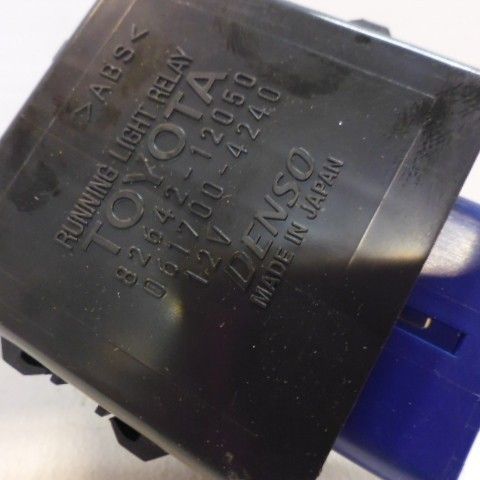 >ABS<
RUNNING LIGHT RELAY
TOYOTA
82642-12050
061700-4240
12V
DENSO
MADE IN JAPAN